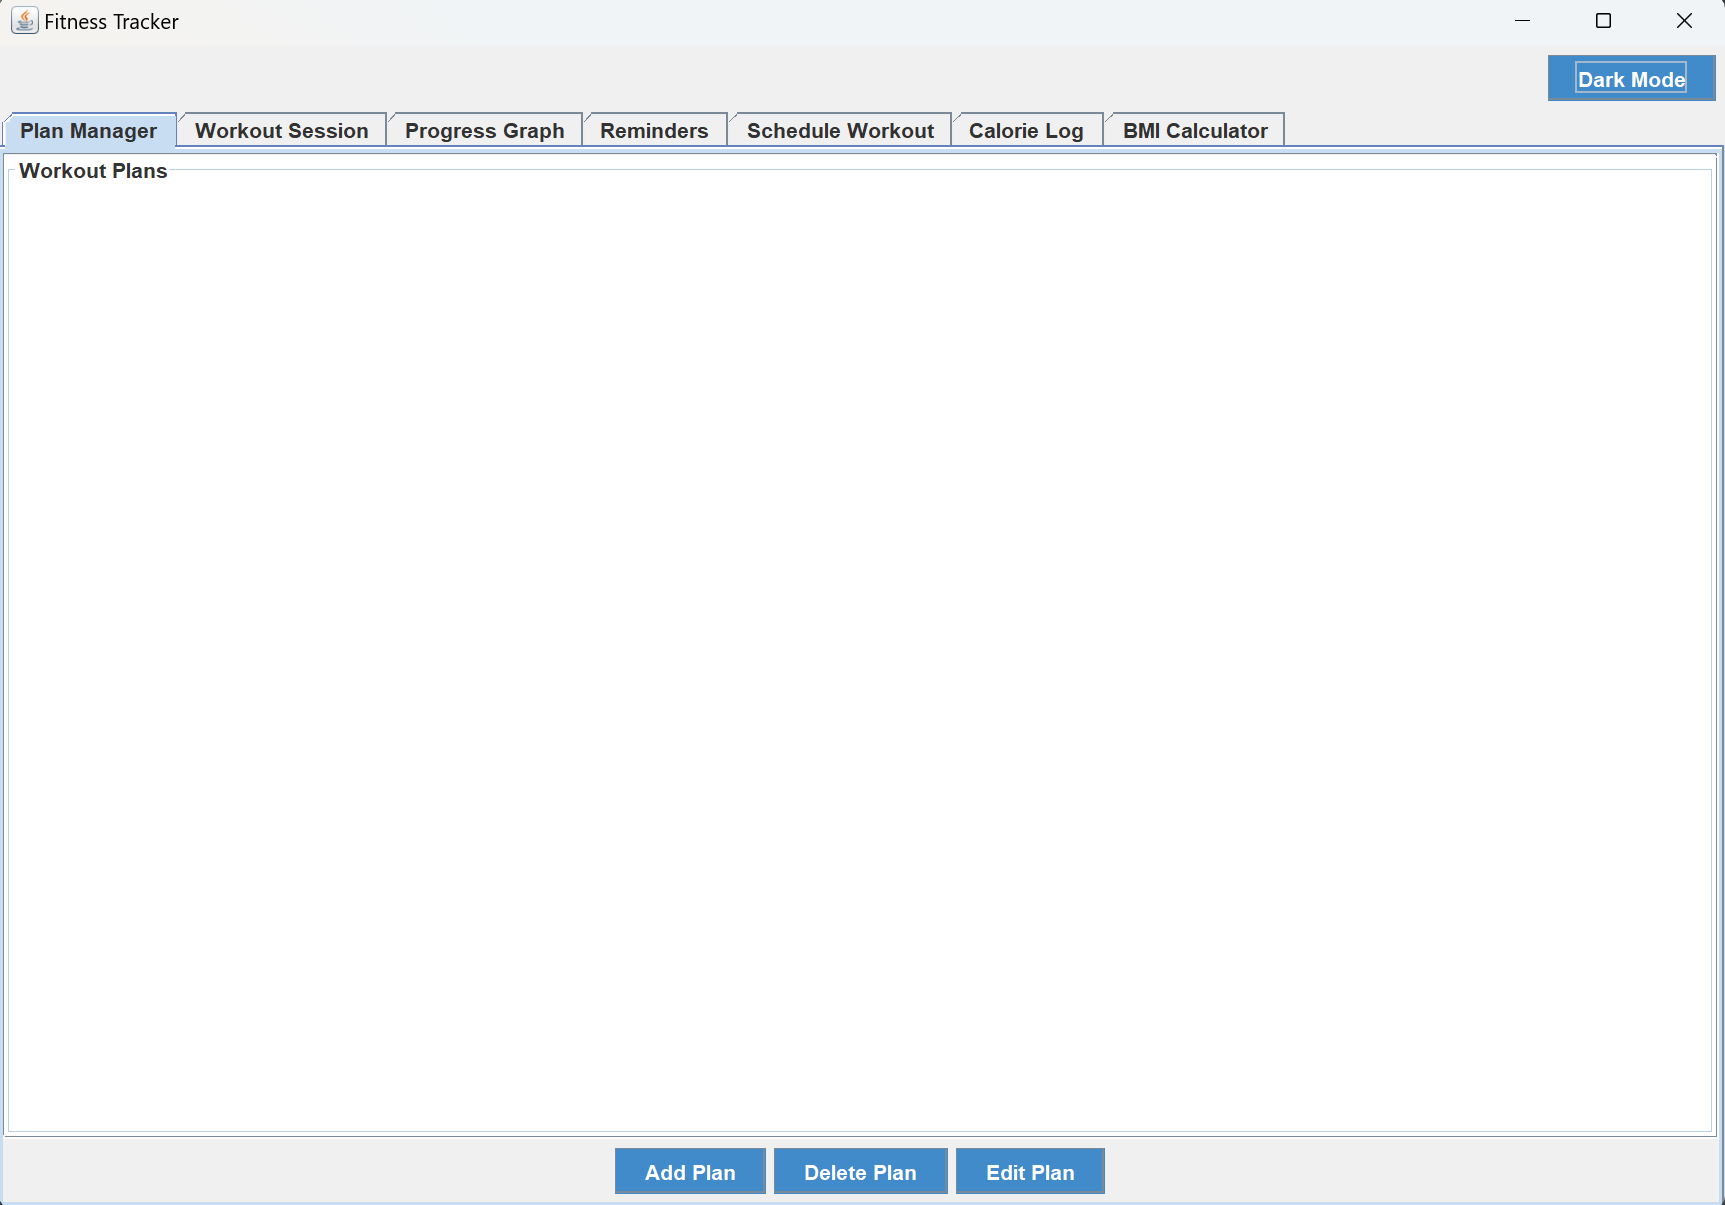 Fitness Tracker
Dark Mode
Plan Manager Workout Session Progress Graph Reminders Schedule Workout Calorie Log BMI Calculator
Workout Plans
Add Plan Delete Plan Edit Plan